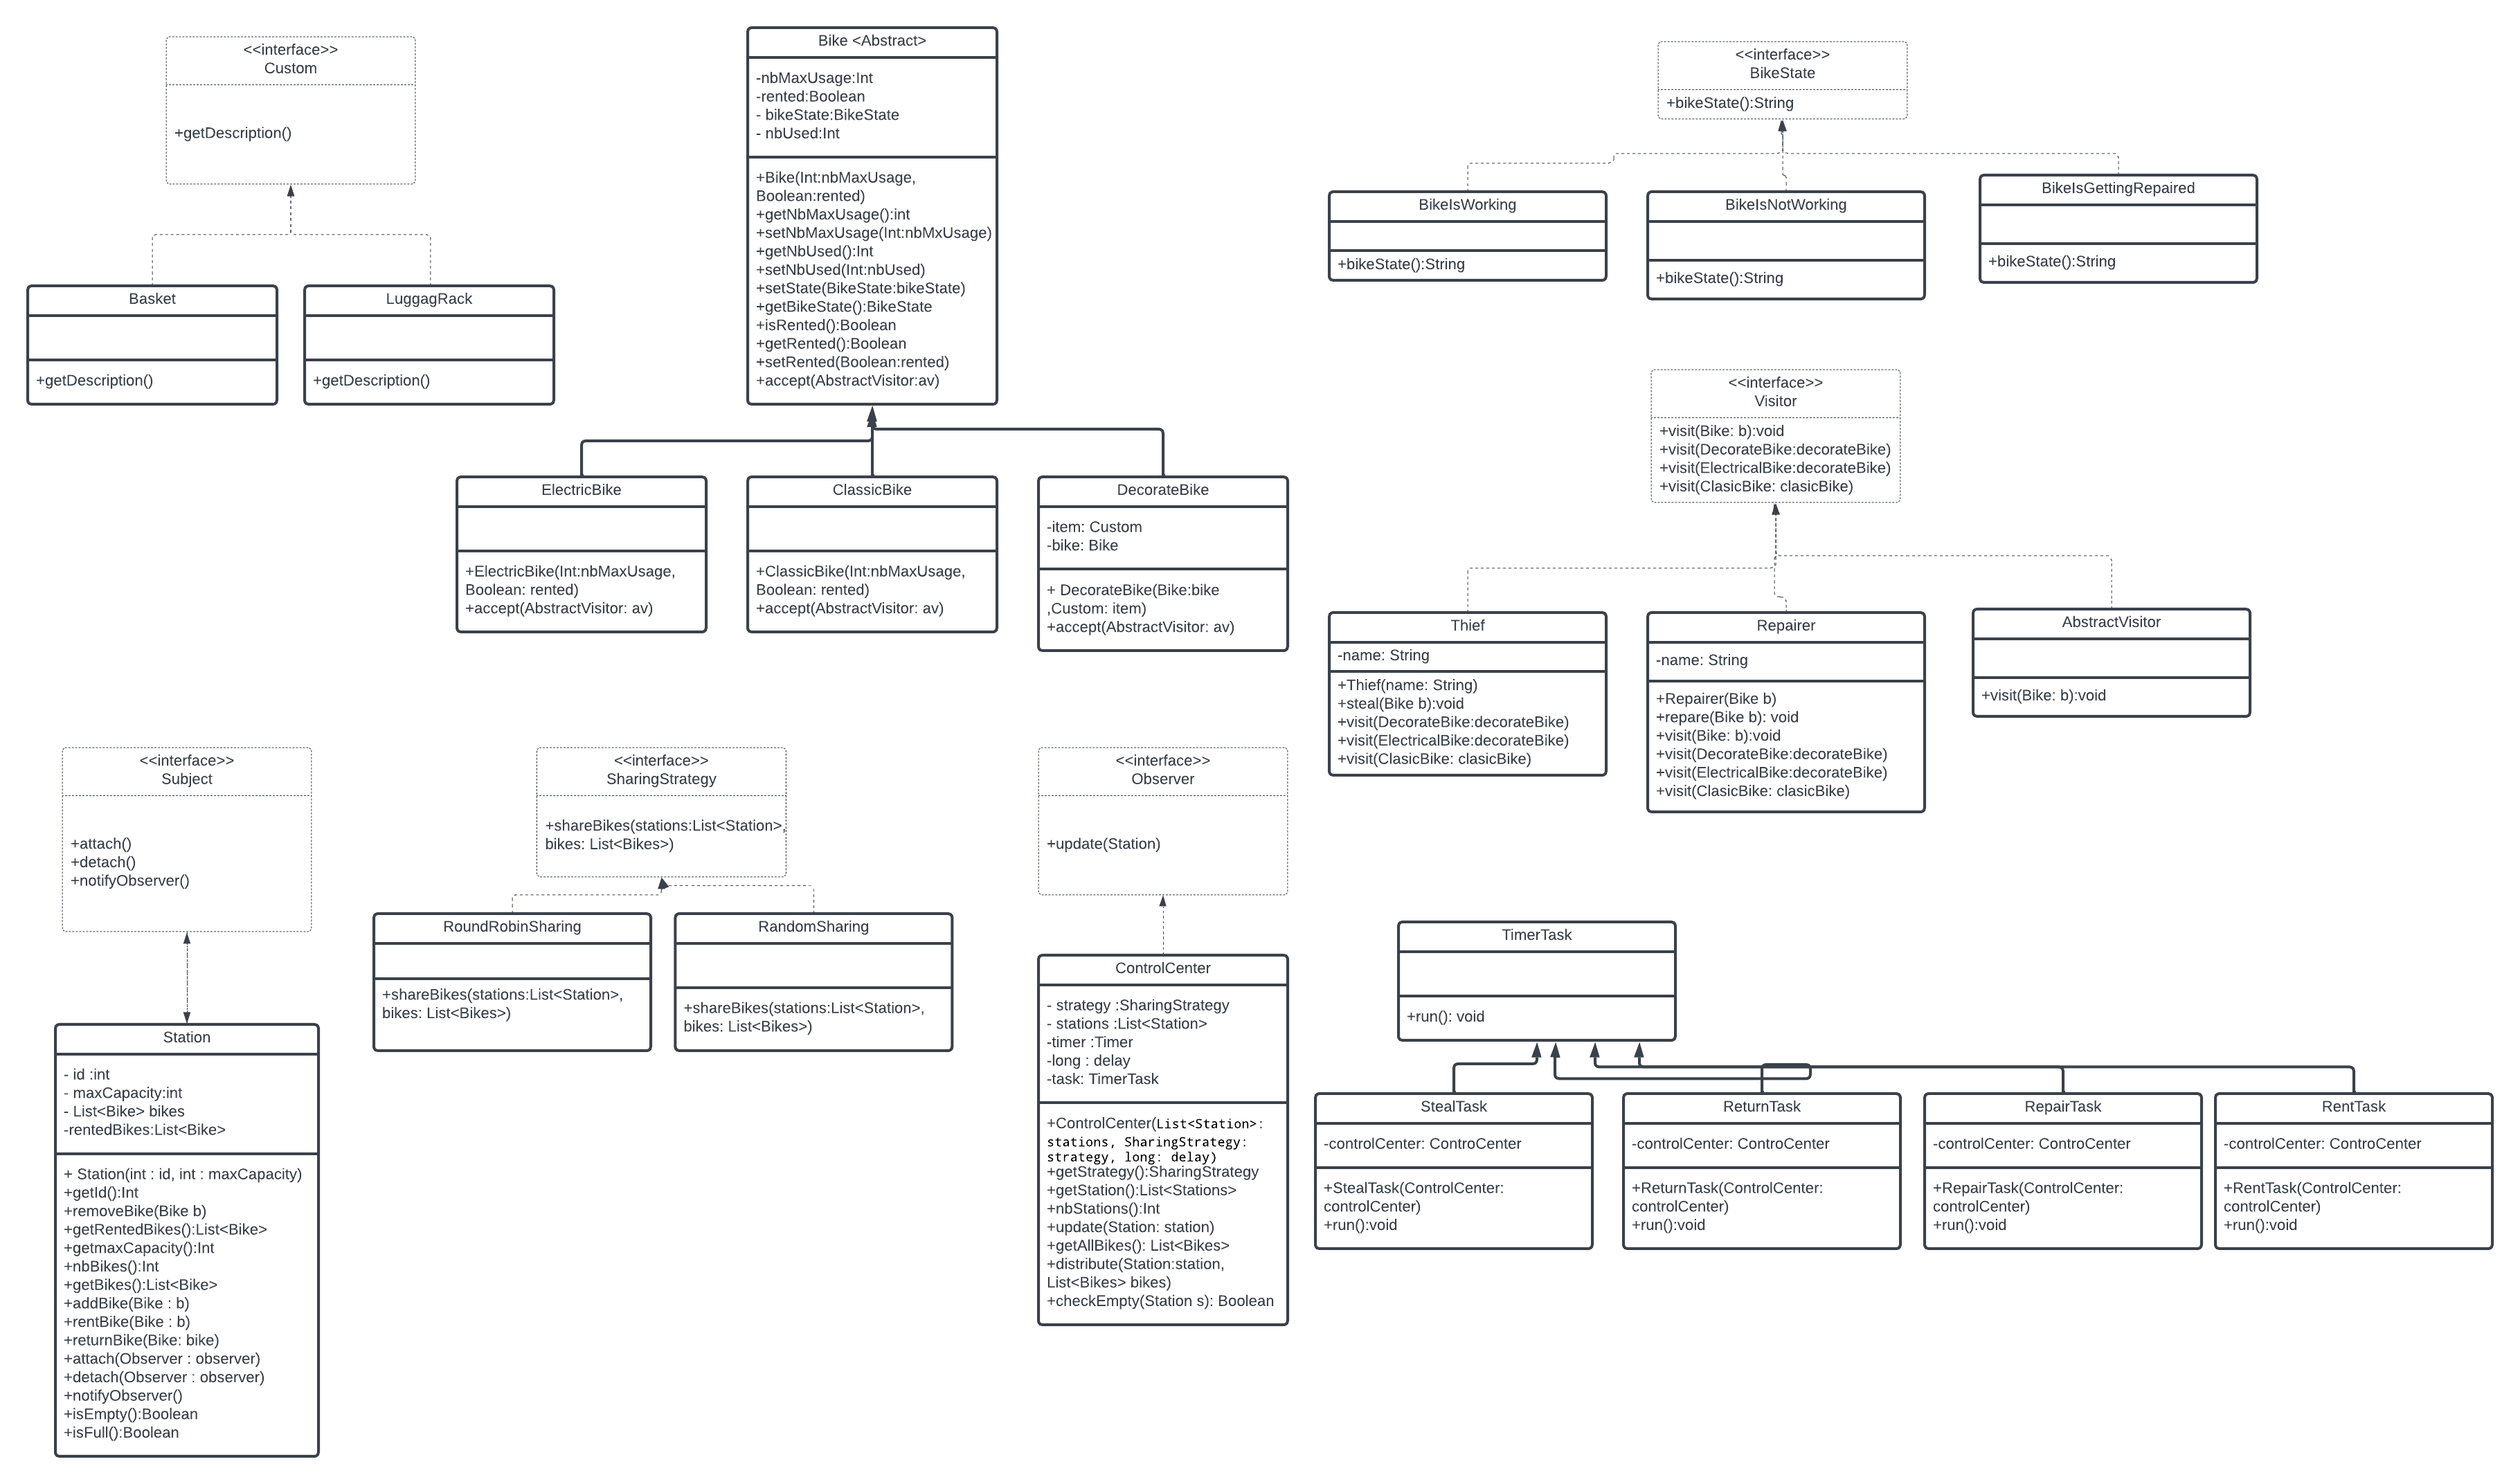 <<interface>>
Custom
+getDescription()
Basket
+getDescription()
LuggagRack
+getDescription()
Bike <Abstract>
-nbMaxUsage:Int
-rented:Boolean
- bikeState:BikeState
- nbUsed:Int
+Bike(Int:nbMaxUsage,
Boolean:rented)
+getNbMaxUsage():int
+setNbMaxUsage(Int:nbMxUsage)
+getNbUsed():Int
+setNbUsed(Int:nbUsed)
+setState(BikeState:bikeState)
+getBikeState():BikeState
+isRented():Boolean
+getRented():Boolean
+setRented(Boolean:rented)
+accept(AbstractVisitor:av)
ElectricBike
+ElectricBike(Int:nbMaxUsage,
Boolean: rented)
+accept(AbstractVisitor: av)
ClassicBike
+ClassicBike(Int:nbMaxUsage,
Boolean: rented)
+accept(AbstractVisitor: av)
DecorateBike
-item: Custom
-bike: Bike
+ DecorateBike(Bike:bike
,Custom: item)
+accept(AbstractVisitor: av)
<<interface>>
BikeState
+bikeState():String
BikeIsWorking
+bikeState():String
BikeIsNotWorking
+bikeState():String
BikeIsGettingRepaired
+bikeState():String
<<interface>>
Visitor
+visit(Bike: b):void
+visit(DecorateBike:decorateBike)
+visit(ElectricalBike:decorateBike)
+visit(ClasicBike: clasicBike)
Thief
-name: String
+Thief(name: String)
+steal(Bike b):void
+visit(DecorateBike:decorateBike)
+visit(ElectricalBike:decorateBike)
+visit(ClasicBike: clasicBike)
Repairer
-name: String
+Repairer(Bike b)
+repare(Bike b): void
+visit(Bike: b):void
+visit(DecorateBike:decorateBike)
+visit(ElectricalBike:decorateBike)
+visit(ClasicBike: clasicBike)
AbstractVisitor
+visit(Bike: b):void
<<interface>>
Subject
+attach()
+detach()
+notifyObserver()
Station
- id :int
- maxCapacity:int
- List<Bike> bikes
-rentedBikes:List<Bike>
+ Station(int : id, int : maxCapacity)
+getId():Int
+removeBike(Bike b)
+getRentedBikes():List<Bike>
+getmaxCapacity():Int
+nbBikes():Int
+getBikes():List<Bike>
+addBike(Bike : b)
+rentBike(Bike : b)
+returnBike(Bike: bike)
+attach(Observer : observer)
+detach(Observer : observer)
+notifyObserver()
+isEmpty():Boolean
+isFull():Boolean
<<interface>>
SharingStrategy
+shareBikes(stations:List<Station>,
bikes: List<Bikes>)
RoundRobinSharing
+shareBikes(stations:List<Station>,
bikes: List<Bikes>)
RandomSharing
+shareBikes(stations:List<Station>,
bikes: List<Bikes>)
<<interface>>
Observer
+update(Station)
ControlCenter
- strategy :SharingStrategy
- stations :List<Station>
-timer :Timer
-long : delay
-task: TimerTask
+ControlCenter(List<Station>:
stations, SharingStrategy:
strategy, long: delay)
+getStrategy():SharingStrategy
+getStation():List<Stations>
+nbStations():Int
+update(Station: station)
+getAllBikes(): List<Bikes>
+distribute(Station:station,
List<Bikes> bikes)
+checkEmpty(Station s): Boolean
TimerTask
+run(): void
StealTask
-controlCenter: ControCenter
+StealTask(ControlCenter:
controlCenter)
+run():void
ReturnTask
-controlCenter: ControCenter
+ReturnTask(ControlCenter:
controlCenter)
+run():void
RepairTask
-controlCenter: ControCenter
+RepairTask(ControlCenter:
controlCenter)
+run():void
RentTask
-controlCenter: ControCenter
+RentTask(ControlCenter:
controlCenter)
+run():void